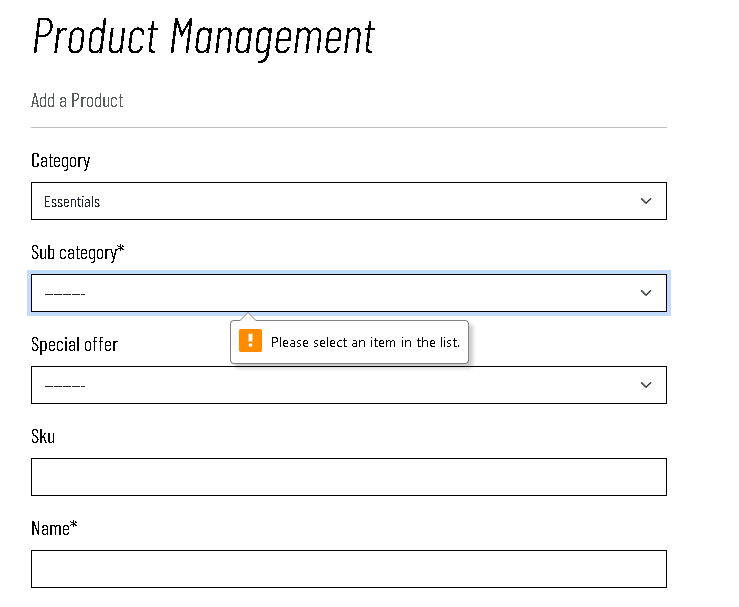 Product Management
Add a Product
Category
Essentials
Sub category*
---------
Please select an item in the list.
Special offer
---------
Sku
Name*